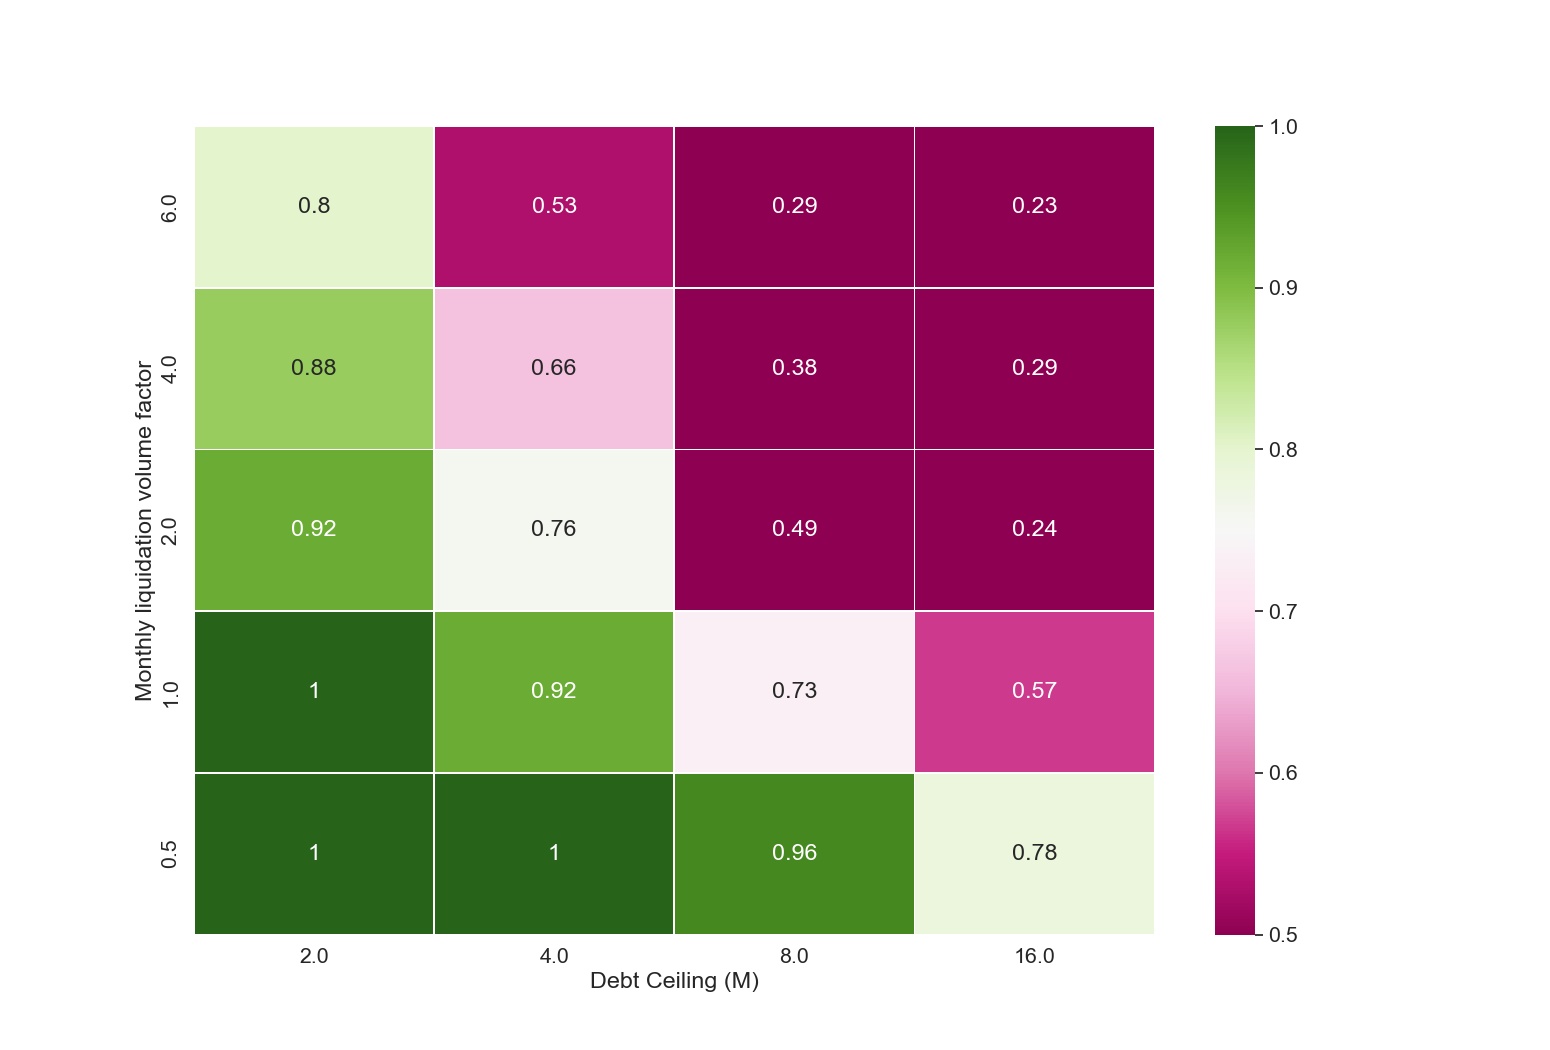 1.0
6.0 0.8 0.53 0.29 0.23
0.9
4.0 0.88 0.66 0.38 0.29
0.8
Monthly liquidation volume factor
2.0 0.92 0.76 0.49 0.24
0.7
1.0 1 0.92 0.73 0.57
0.6
0.5 1 1 0.96 0.78
0.5
2.0 4.0 8.0 16.0
Debt Ceiling (M)